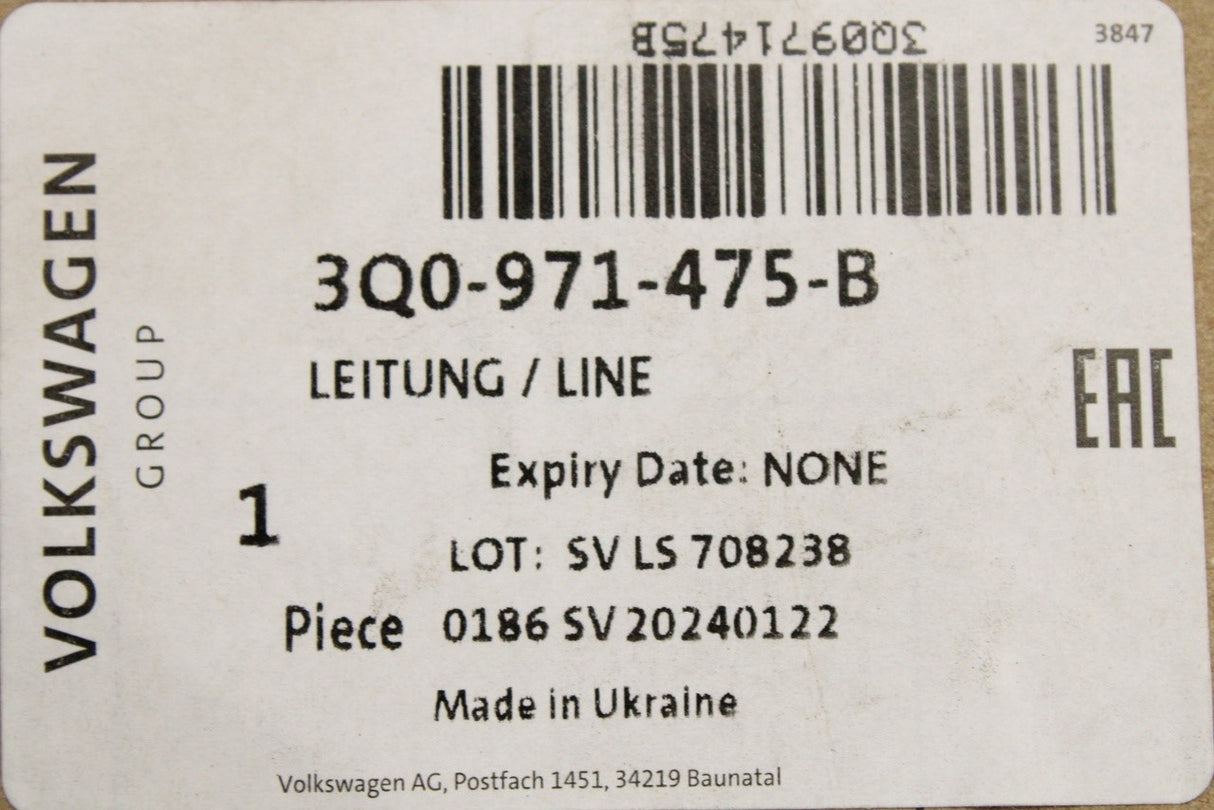 3Q0971475B
3847
VOLKSWAGEN
GROUP
3Q0-971-475-B
LEITUNG / LINE
EAC
Expiry Date: NONE
1
LOT: SV LS 708238
Piece 0186 SV 20240122
Made in Ukraine
Volkswagen AG, Postfach 1451, 34219 Baunatal